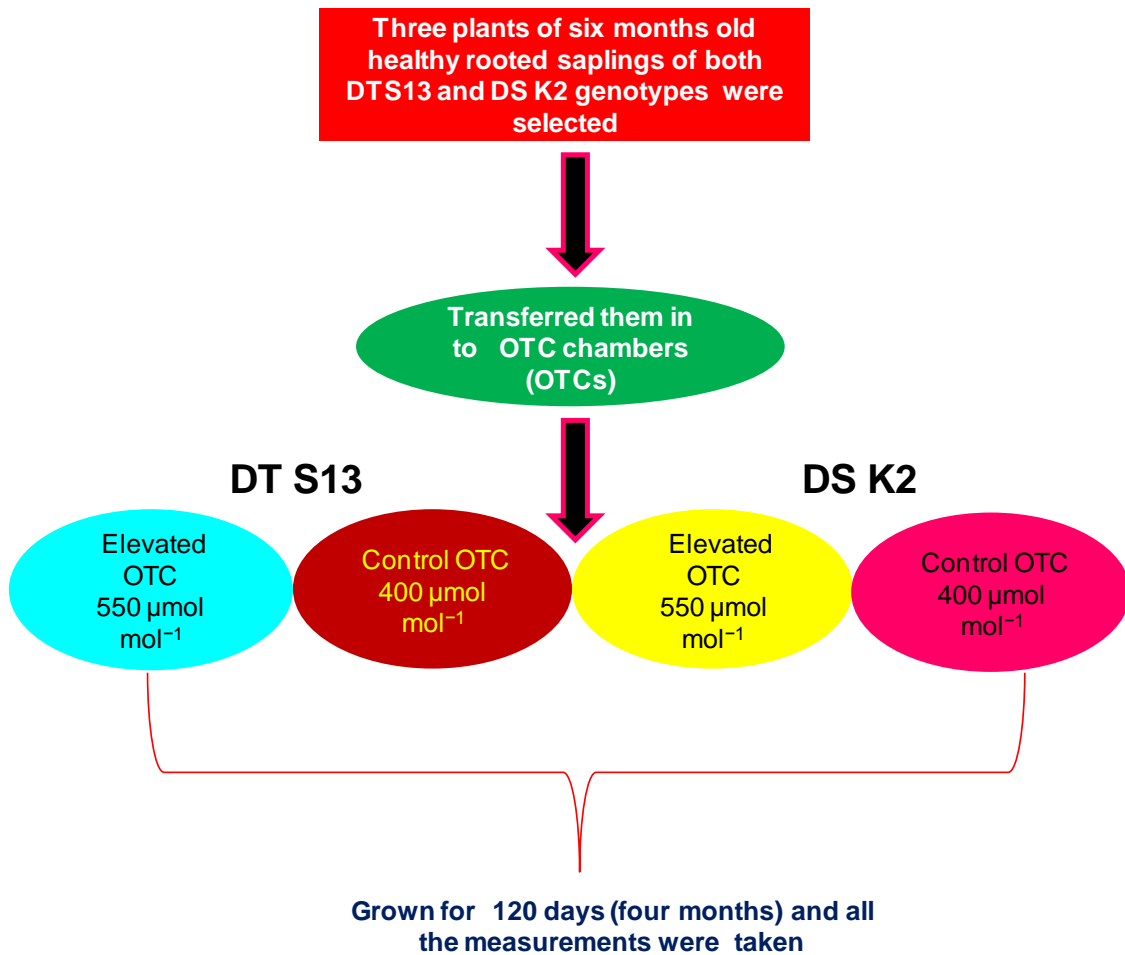 Three plants of six months old
healthy rooted saplings of both
DTS13 and DS K2 genotypes were
selected
Transferred them in
to OTC chambers
(OTCs)
DT S13
DS K2
Elevated
OTC
550 µmol
mol⁻¹
Control OTC
400 µmol
mol⁻¹
Elevated
OTC
550 µmol
mol⁻¹
Control OTC
400 µmol
mol⁻¹
Grown for 120 days (four months) and all
the measurements were taken